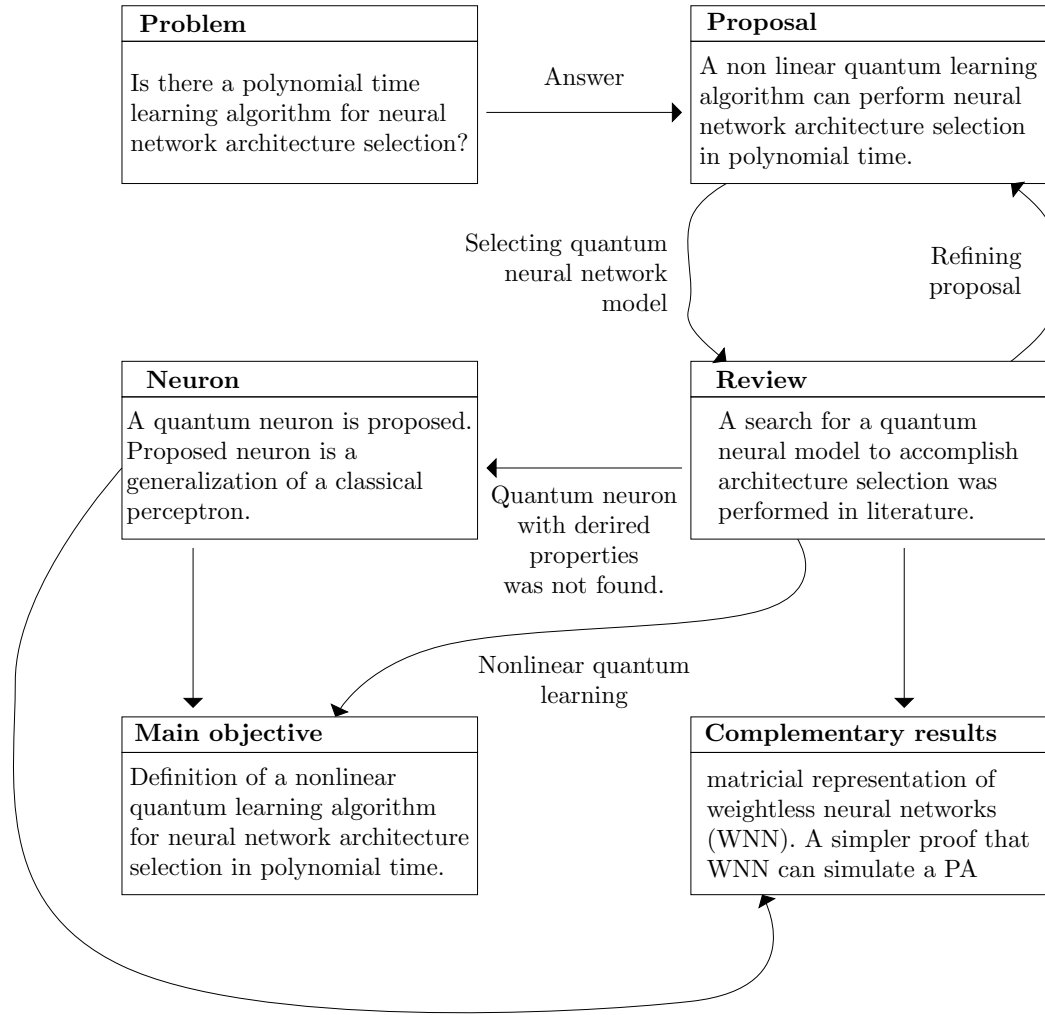 Problem
Is there a polynomial time
learning algorithm for neural
network architecture selection?
Answer
Proposal
A non linear quantum learning
algorithm can perform neural
network architecture selection
in polynomial time.
Selecting quantum
neural network
model
Refining
proposal
Neuron
A quantum neuron is proposed.
Proposed neuron is a
generalization of a classical
perceptron.
Quantum neuron
with derired
properties
was not found.
Review
A search for a quantum
neural model to accomplish
architecture selection was
performed in literature.
Nonlinear quantum
learning
Main objective
Definition of a nonlinear
quantum learning algorithm
for neural network architecture
selection in polynomial time.
Complementary results
matricial representation of
weightless neural networks
(WNN). A simpler proof that
WNN can simulate a PA